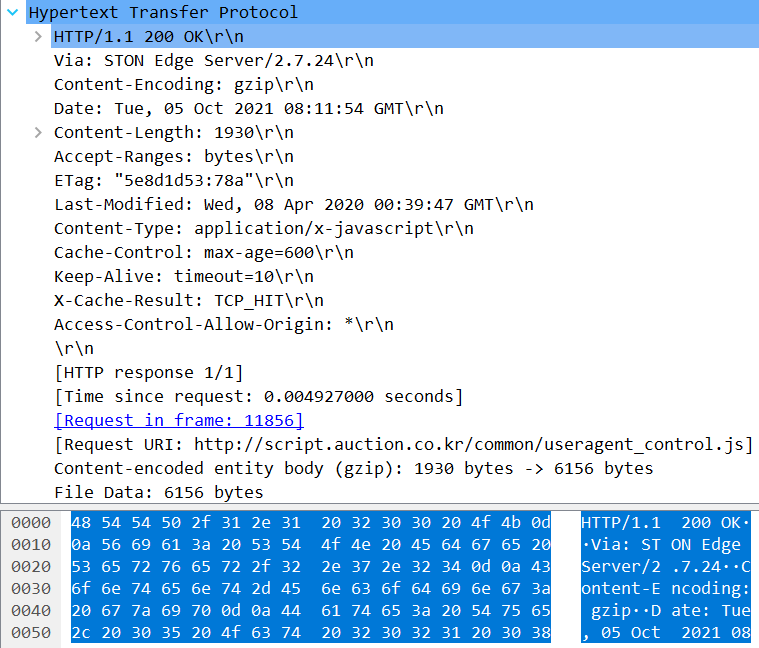 Hypertext Transfer Protocol
HTTP/1.1 200 OK\r\n
Via: STON Edge Server/2.7.24\r\n
Content-Encoding: gzip\r\n
Date: Tue, 05 Oct 2021 08:11:54 GMT\r\n
Content-Length: 1930\r\n
Accept-Ranges: bytes\r\n
ETag: "5e8d1d53:78a"\r\n
Last-Modified: Wed, 08 Apr 2020 00:39:47 GMT\r\n
Content-Type: application/x-javascript\r\n
Cache-Control: max-age=600\r\n
Keep-Alive: timeout=10\r\n
X-Cache-Result: TCP_HIT\r\n
Access-Control-Allow-Origin: *\r\n
\r\n
[HTTP response 1/1]
[Time since request: 0.004927000 seconds]
[Request in frame: 11856]
[Request URI: http://script.auction.co.kr/common/useragent_control.js]
Content-encoded entity body (gzip): 1930 bytes -> 6156 bytes
File Data: 6156 bytes
0000 48 54 54 50 2f 31 2e 31 20 32 30 30 20 4f 4b 0d HTTP/1.1 200 OK·
0010 0a 56 69 61 3a 20 53 54 4f 4e 20 45 64 67 65 20 ·Via: ST ON Edge
0020 53 65 72 76 65 72 2f 32 2e 37 2e 32 34 0d 0a 43 Server/2 .7.24··C
0030 6f 6e 74 65 6e 74 2d 45 6e 63 6f 64 69 6e 67 3a ontent-E ncoding:
0040 20 67 7a 69 70 0d 0a 44 61 74 65 3a 20 54 75 65 gzip··D ate: Tue
0050 2c 20 30 35 20 4f 63 74 20 32 30 32 31 20 30 38 , 05 Oct 2021 08